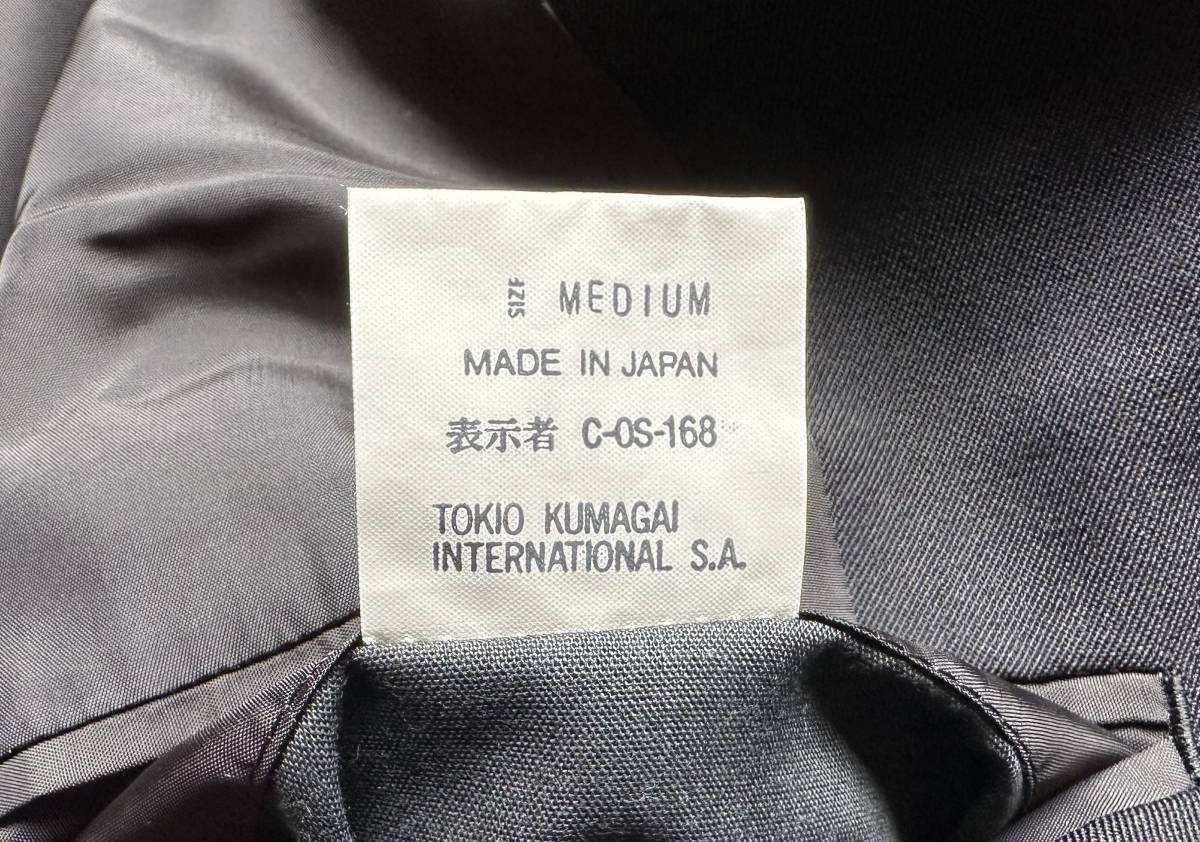 SIZE MEDIUM
MADE IN JAPAN
表示者 C-OS-168
TOKIO KUMAGAI
INTERNATIONAL S.A.